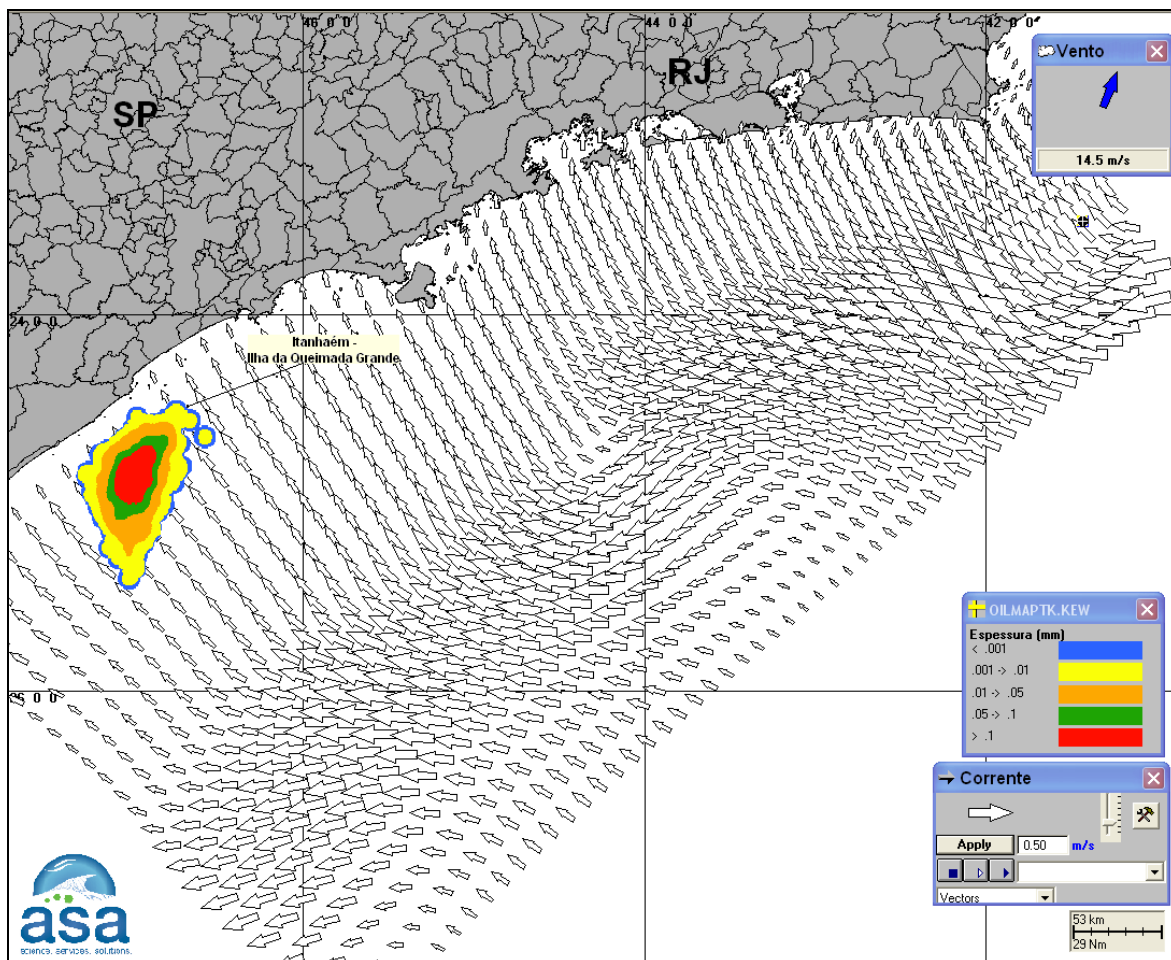 46 0 0
44 0 0
42 0 0
SP
RJ
Vento
14.5 m/s
24 0 0
Itanhaém -
Ilha da Queimada Grande
OILMAPTK.KEW
Espessura (mm)
< .001
.001 -> .01
.01 -> .05
.05 -> .1
> .1
0 0
Corrente
Apply
0.50
m/s
Vectors
53 km
29 Nm
asa
science. services. solutions.